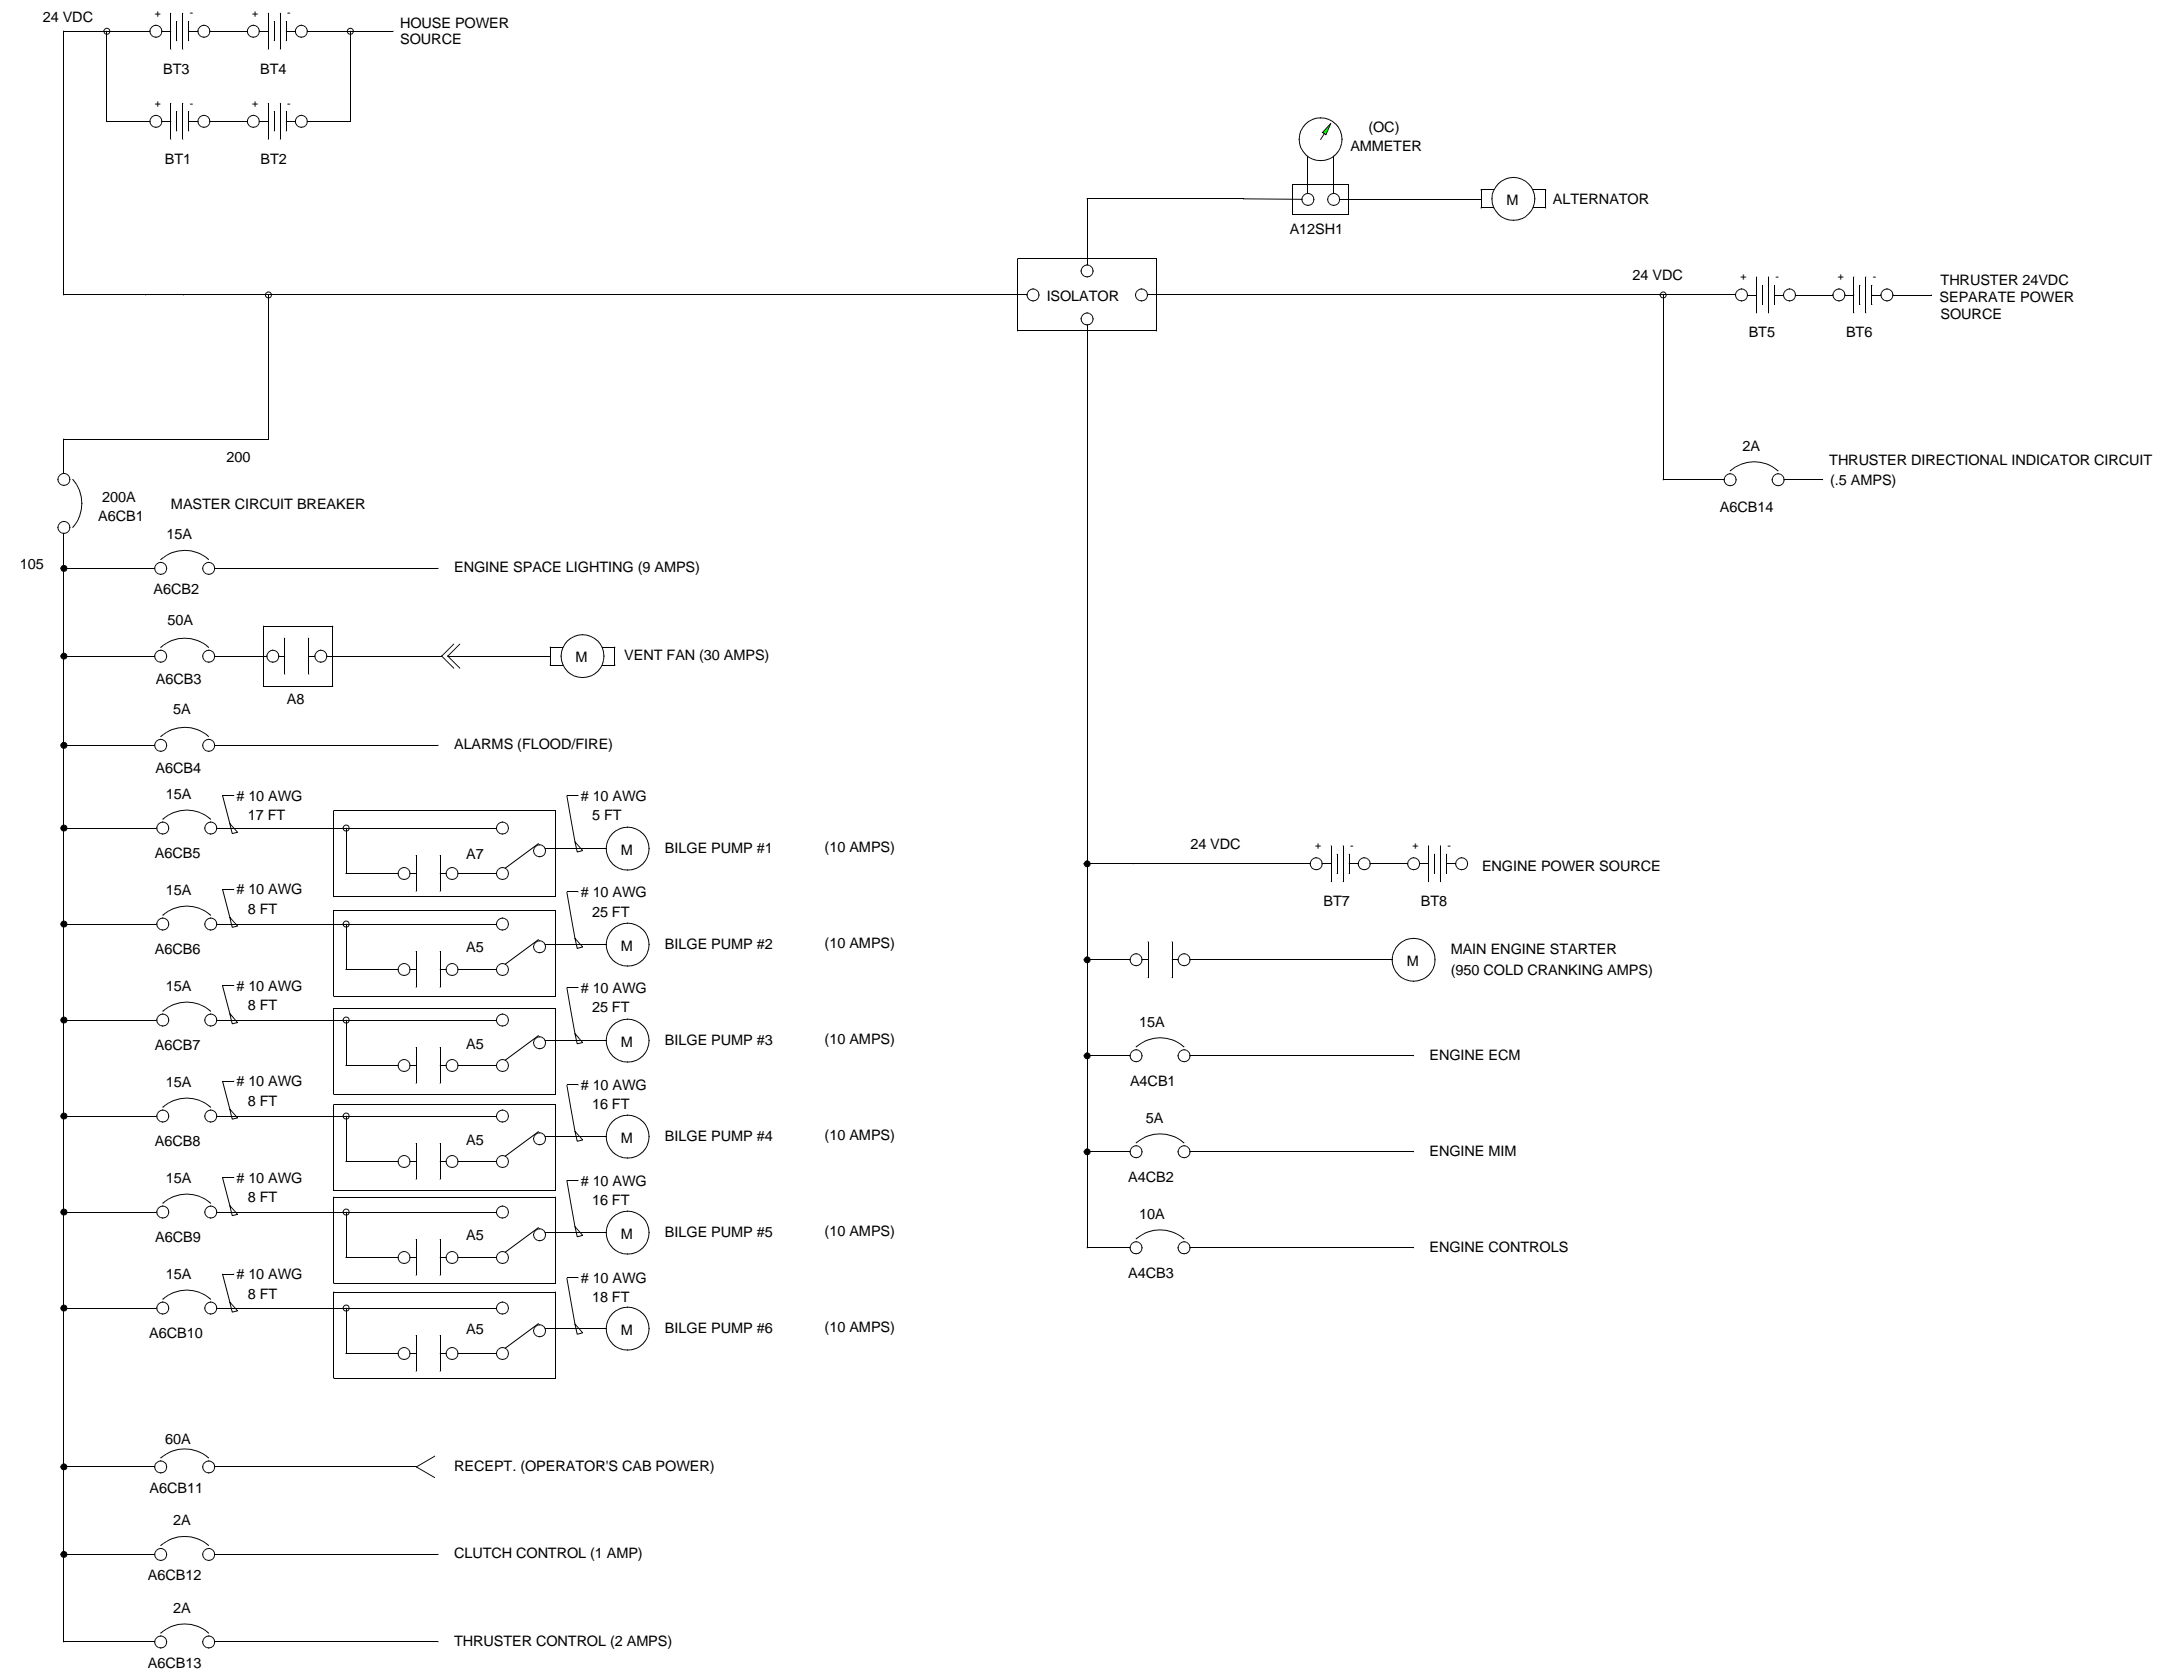 24 VDC
+ -
+ -
HOUSE POWER
SOURCE
BT3
BT4
+ -
+ -
BT1
BT2
(OC)
AMMETER
M
ALTERNATOR
A12SH1
ISOLATOR
24 VDC
+ -
+ -
THRUSTER 24VDC
SEPARATE POWER
SOURCE
BT5
BT6
2A
THRUSTER DIRECTIONAL INDICATOR CIRCUIT
(.5 AMPS)
A6CB14
200
200A
A6CB1
MASTER CIRCUIT BREAKER
105
15A
A6CB2
ENGINE SPACE LIGHTING (9 AMPS)
50A
A6CB3
A8
M
VENT FAN (30 AMPS)
5A
A6CB4
ALARMS (FLOOD/FIRE)
15A
# 10 AWG
17 FT
A6CB5
A7
# 10 AWG
5 FT
M
BILGE PUMP #1
(10 AMPS)
15A
# 10 AWG
8 FT
A6CB6
A5
# 10 AWG
25 FT
M
BILGE PUMP #2
(10 AMPS)
15A
# 10 AWG
8 FT
A6CB7
A5
# 10 AWG
25 FT
M
BILGE PUMP #3
(10 AMPS)
15A
# 10 AWG
8 FT
A6CB8
A5
# 10 AWG
16 FT
M
BILGE PUMP #4
(10 AMPS)
15A
# 10 AWG
8 FT
A6CB9
A5
# 10 AWG
16 FT
M
BILGE PUMP #5
(10 AMPS)
15A
# 10 AWG
8 FT
A6CB10
A5
# 10 AWG
18 FT
M
BILGE PUMP #6
(10 AMPS)
60A
A6CB11
RECEPT. (OPERATOR'S CAB POWER)
2A
A6CB12
CLUTCH CONTROL (1 AMP)
2A
A6CB13
THRUSTER CONTROL (2 AMPS)
24 VDC
+ -
+ -
BT7
BT8
ENGINE POWER SOURCE
M
MAIN ENGINE STARTER
(950 COLD CRANKING AMPS)
15A
A4CB1
ENGINE ECM
5A
A4CB2
ENGINE MIM
10A
A4CB3
ENGINE CONTROLS